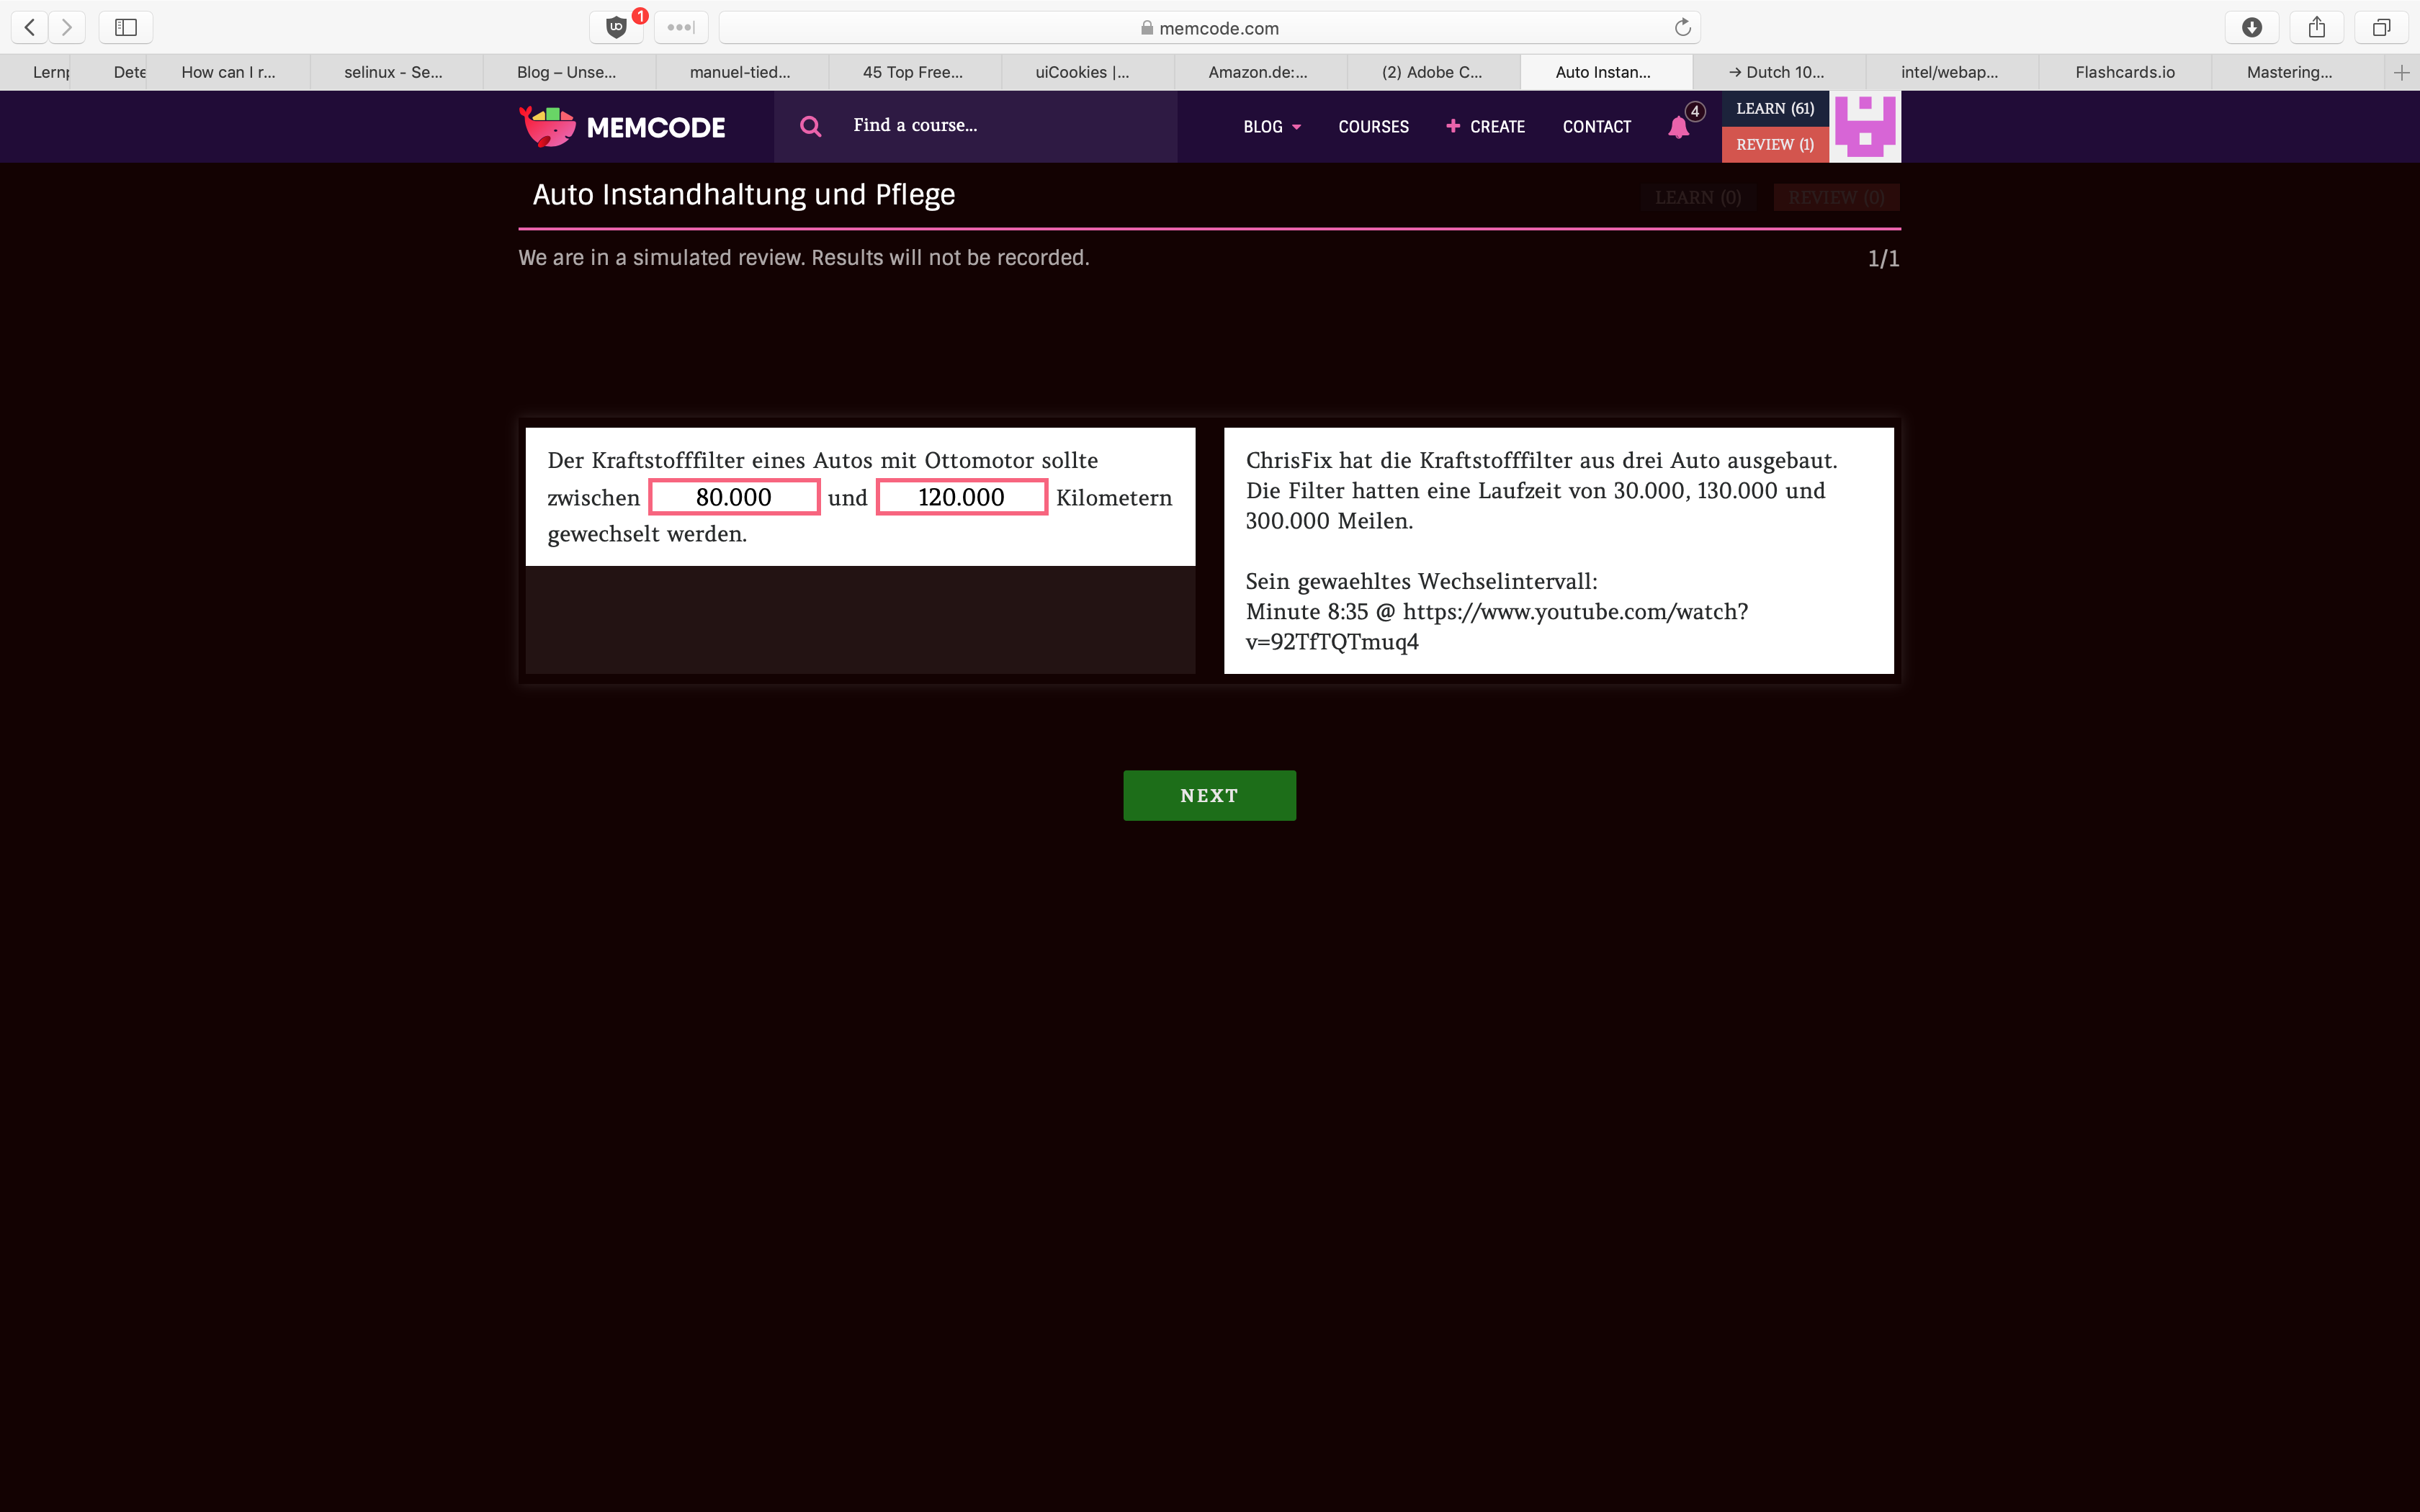 1
memcode.com
Lernp
Dete
How can I r...
selinux - Se...
Blog – Unse...
manuel-tied...
45 Top Free...
uiCookies |...
Amazon.de:...
(2) Adobe C...
Auto Instan...
→ Dutch 10...
intel/webap...
Flashcards.io
Mastering...
MEMCODE
Find a course...
BLOG
COURSES
CREATE
CONTACT
4
LEARN (61)
REVIEW (1)
Auto Instandhaltung und Pflege
LEARN (0)
REVIEW (0)
We are in a simulated review. Results will not be recorded.
1/1
Der Kraftstofffilter eines Autos mit Ottomotor sollte
zwischen 80.000 und 120.000 Kilometern
gewechselt werden.
ChrisFix hat die Kraftstofffilter aus drei Auto ausgebaut.
Die Filter hatten eine Laufzeit von 30.000, 130.000 und
300.000 Meilen.
Sein gewaehltes Wechselintervall:
Minute 8:35 @ https://www.youtube.com/watch?
v=92TfTQTmuq4
NEXT